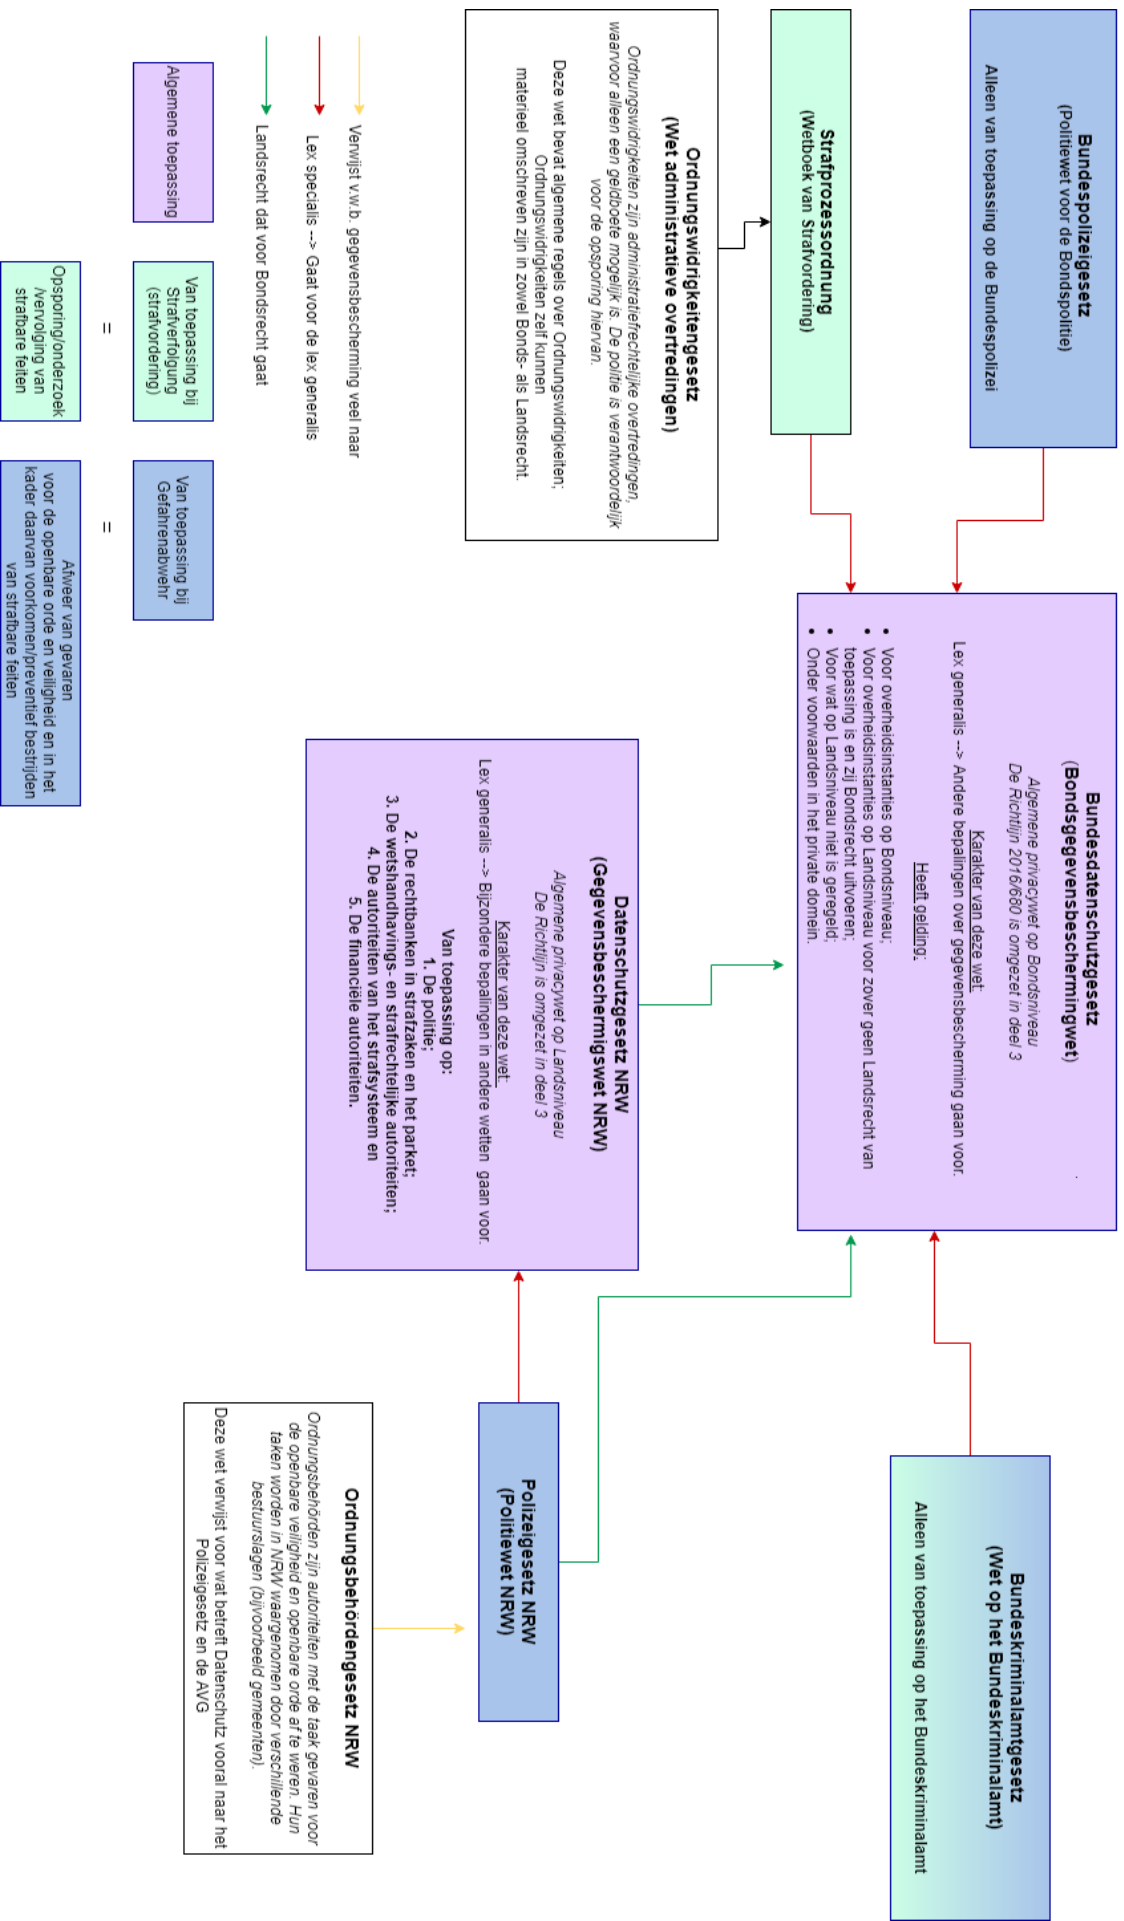 Bundespolizeigesetz
(Politiewet voor de Bondspolitie)
Alleen van toepassing op de Bundespolizei
Bundesdatenschutzgesetz
(Bondsgegevensbeschermingwet)
Algemene privacywet op Bondsniveau
De Richtlijn 2016/680 is omgezet in deel 3
Karakter van deze wet:
Lex generalis --> Andere bepalingen over gegevensbescherming gaan voor.
Heeft gelding:
• Voor overheidsinstanties op Bondsniveau;
• Voor overheidsinstanties op Landsniveau voor zover geen Landsrecht van
toepassing is en zij Bondsrecht uitvoeren;
• Voor wat op Landsniveau niet is geregeld;
• Onder voorwaarden in het private domein.
Bundeskriminalamtgesetz
(Wet op het Bundeskriminalamt)
Alleen van toepassing op het Bundeskriminalamt
Strafprozessordnung
(Wetboek van Strafvordering)
Ordnungswidrigkeitengesetz
(Wet administratieve overtredingen)
Ordnungswidrigkeiten zijn administratiefrechtelijke overtredingen,
waarvoor alleen een geldboete mogelijk is. De politie is verantwoordelijk
voor de opsporing hiervan.
Deze wet bevat algemene regels over Ordnungswidrigkeiten;
Ordnungswidrigkeiten zelf kunnen
materieel omschreven zijn in zowel Bonds- als Landsrecht.
Datenschutzgesetz NRW
(Gegevensbeschermigswet NRW)
Algemene privacywet op Landsniveau
De Richtlijn is omgezet in deel 3
Karakter van deze wet:
Lex generalis --> Bijzondere bepalingen in andere wetten gaan voor.
Van toepassing op:
1. De politie;
2. De rechtbanken in strafzaken en het parket;
3. De wetshandhavings- en strafrechtelijke autoriteiten;
4. De autoriteiten van het strafsysteem en
5. De financiële autoriteiten.
Polizeigesetz NRW
(Politiewet NRW)
Ordnungsbehördengesetz NRW
Ordnungsbehörden zijn autoriteiten met de taak gevaren voor
de openbare veiligheid en openbare orde af te weren. Hun
taken worden in NRW waargenomen door verschillende
bestuurslagen (bijvoorbeeld gemeenten).
Deze wet verwijst voor wat betreft Datenschutz vooral naar het
Polizeigesetz en de AVG
Verwijst v.w.b. gegevensbescherming veel naar
Lex specialis --> Gaat voor de lex generalis
Landsrecht dat voor Bondsrecht gaat
Algemene toepassing
Van toepassing bij
Strafverfolgung
(strafvordering)
Van toepassing bij
Gefahrenabwehr
=
=
Opsporing/onderzoek
/vervolging van
strafbare feiten
Afweer van gevaren
voor de openbare orde en veiligheid en in het
kader daarvan voorkomen/preventief bestrijden
van strafbare feiten